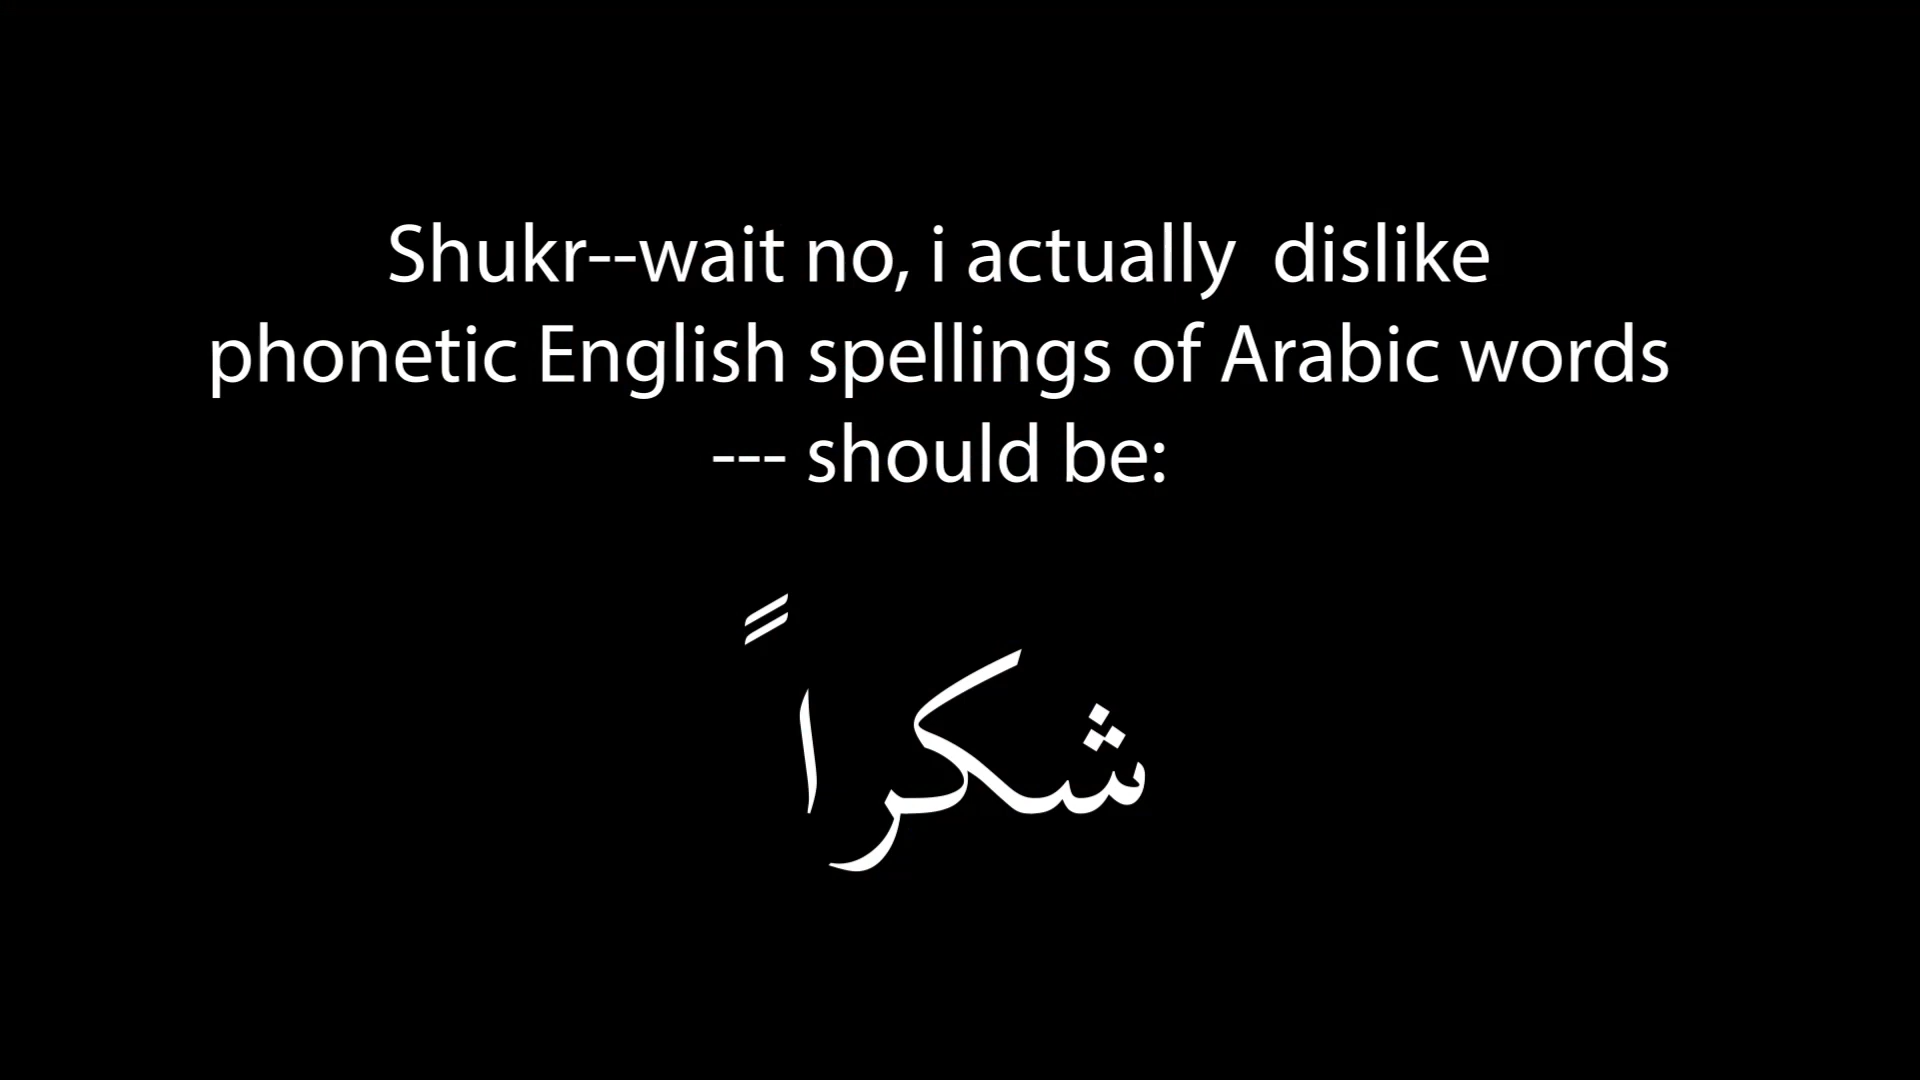 Shukr--wait no, i actually  dislike
phonetic English spellings of Arabic words
--- should be:
شكراً